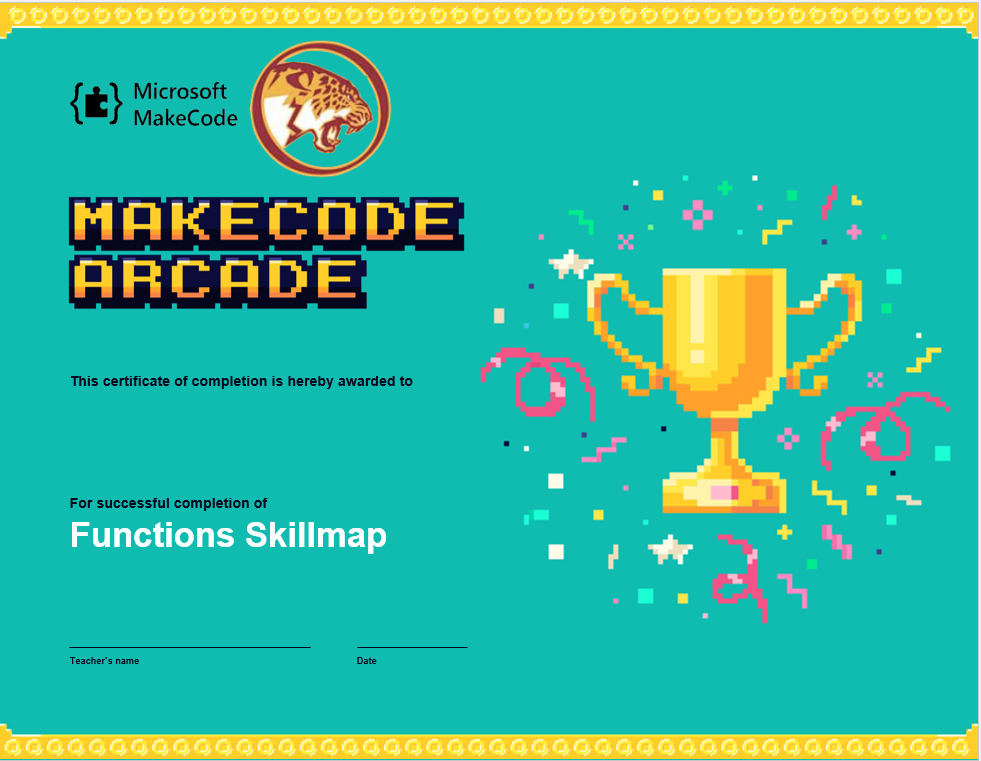 Microsoft
MakeCode
MAKECODE
ARCADE
This certificate of completion is hereby awarded to
For successful completion of
Functions Skillmap
Teacher's name
Date